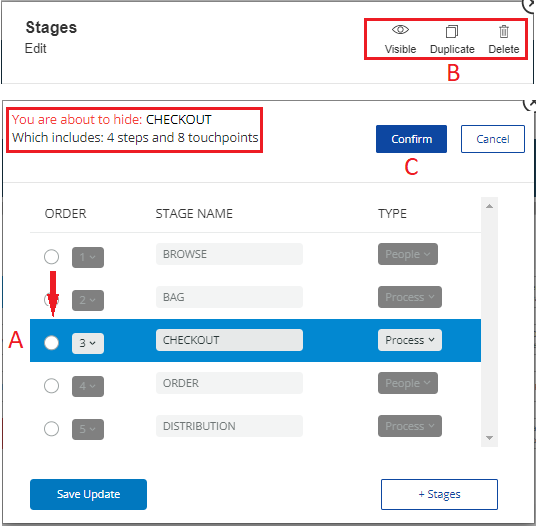 Stages
Edit
Visible Duplicate Delete
B
You are about to hide: CHECKOUT
Which includes: 4 steps and 8 touchpoints
Confirm Cancel
C
ORDER STAGE NAME TYPE
1 BROWSE People
2 BAG Process
A 3 CHECKOUT Process
4 ORDER People
5 DISTRIBUTION Process
Save Update + Stages